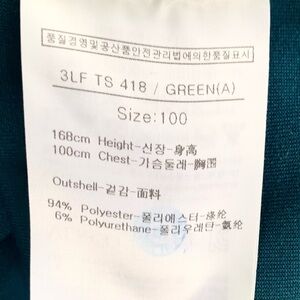 품질경영및공산품안전관리법에의한품질표시
3LF TS 418 / GREEN(A)
Size:100
168cm Height-신장-身高
100cm Chest-가슴둘레-胸围
Outshell-겉감-面料
94% Polyester-폴리에스터-涤纶
6% Polyurethane-폴리우레탄-氨纶